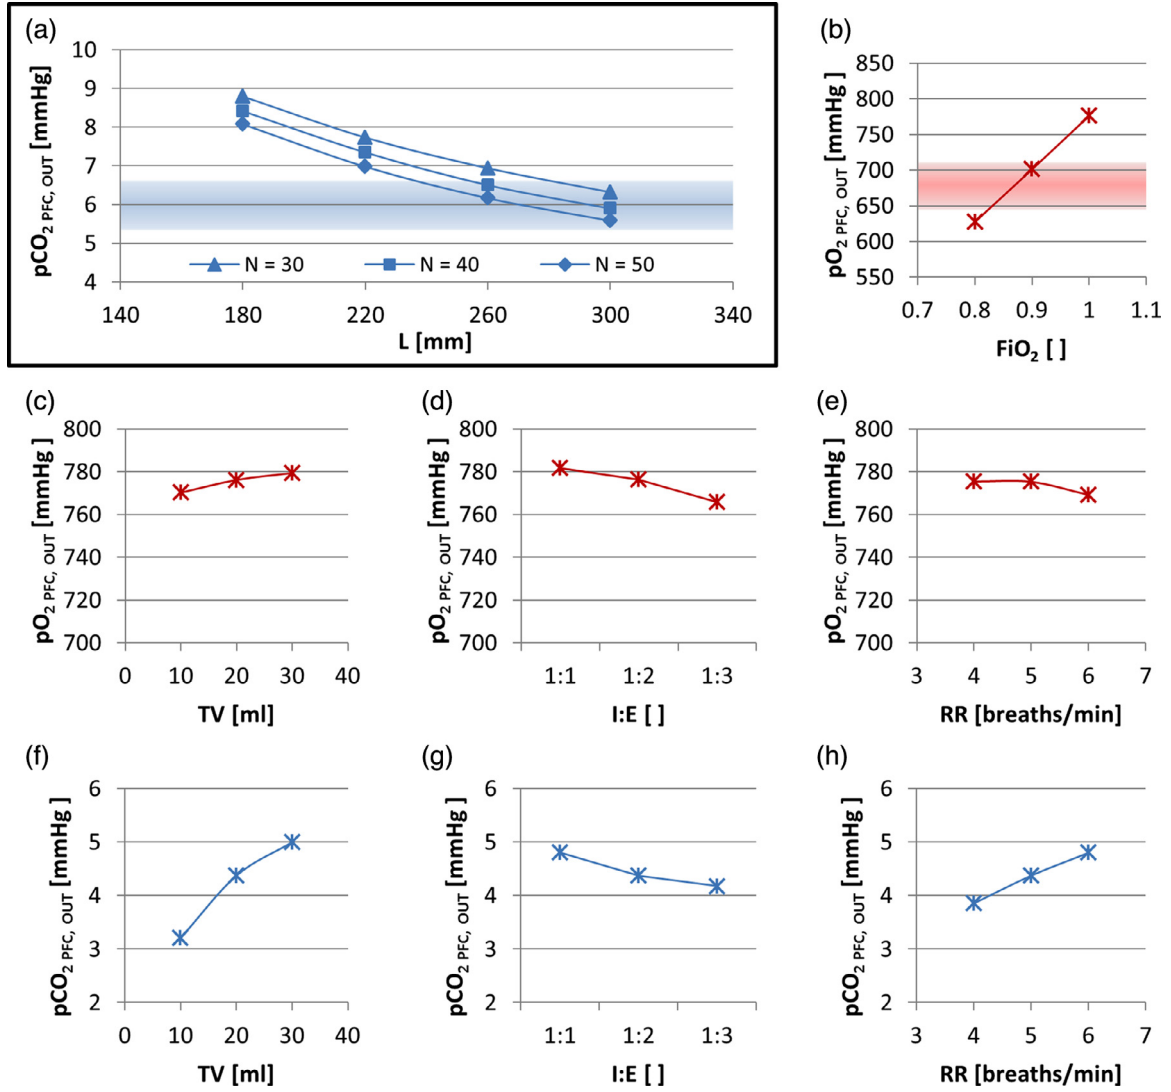 (a)
pCO2 PFC, OUT [mmHg]
10
9
8
7
6
5
4
N = 30 N = 40 N = 50
140 180 220 260 300 340
L [mm]
(b)
pO2 PFC, OUT [mmHg]
850
800
750
700
650
600
550
0.7 0.8 0.9 1 1.1
FiO2 [ ]
(c)
pO2 PFC, OUT [mmHg]
800
780
760
740
720
700
0 10 20 30 40
TV [ml]
(d)
pO2 PFC, OUT [mmHg]
800
780
760
740
720
700
1:1 1:2 1:3
I:E [ ]
(e)
pO2 PFC, OUT [mmHg]
800
780
760
740
720
700
3 4 5 6 7
RR [breaths/min]
(f)
pCO2 PFC, OUT [mmHg]
6
5
4
3
2
0 10 20 30 40
TV [ml]
(g)
pCO2 PFC, OUT [mmHg]
6
5
4
3
2
1:1 1:2 1:3
I:E [ ]
(h)
pCO2 PFC, OUT [mmHg]
6
5
4
3
2
3 4 5 6 7
RR [breaths/min]